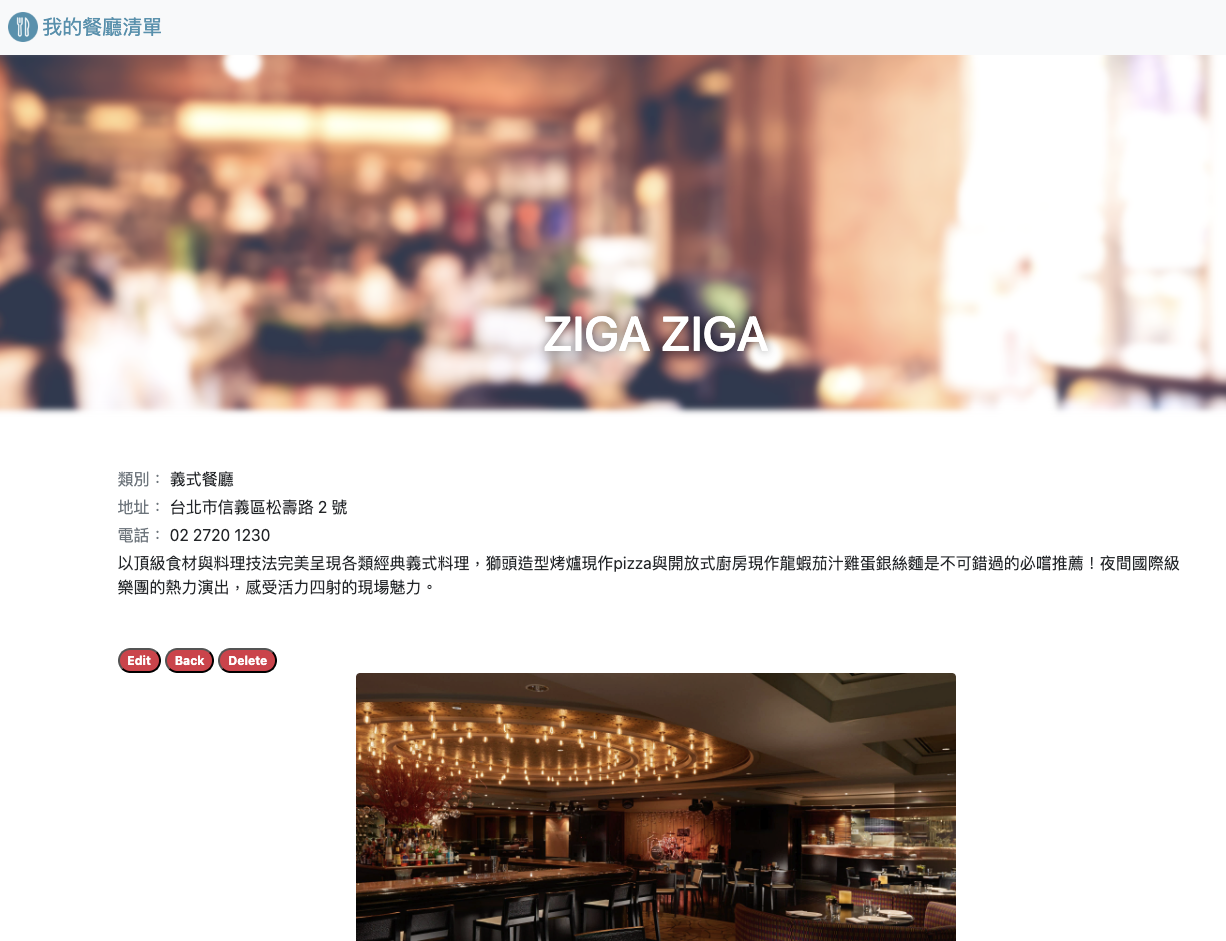 我的餐廳清單
ZIGA ZIGA
類別： 義式餐廳
地址： 台北市信義區松壽路 2 號
電話： 02 2720 1230
以頂級食材與料理技法完美呈現各類經典義式料理，獅頭造型烤爐現作pizza與開放式廚房現作龍蝦茄汁雞蛋銀絲麵是不可錯過的必嚐推薦！夜間國際級
樂團的熱力演出，感受活力四射的現場魅力。
Edit Back Delete